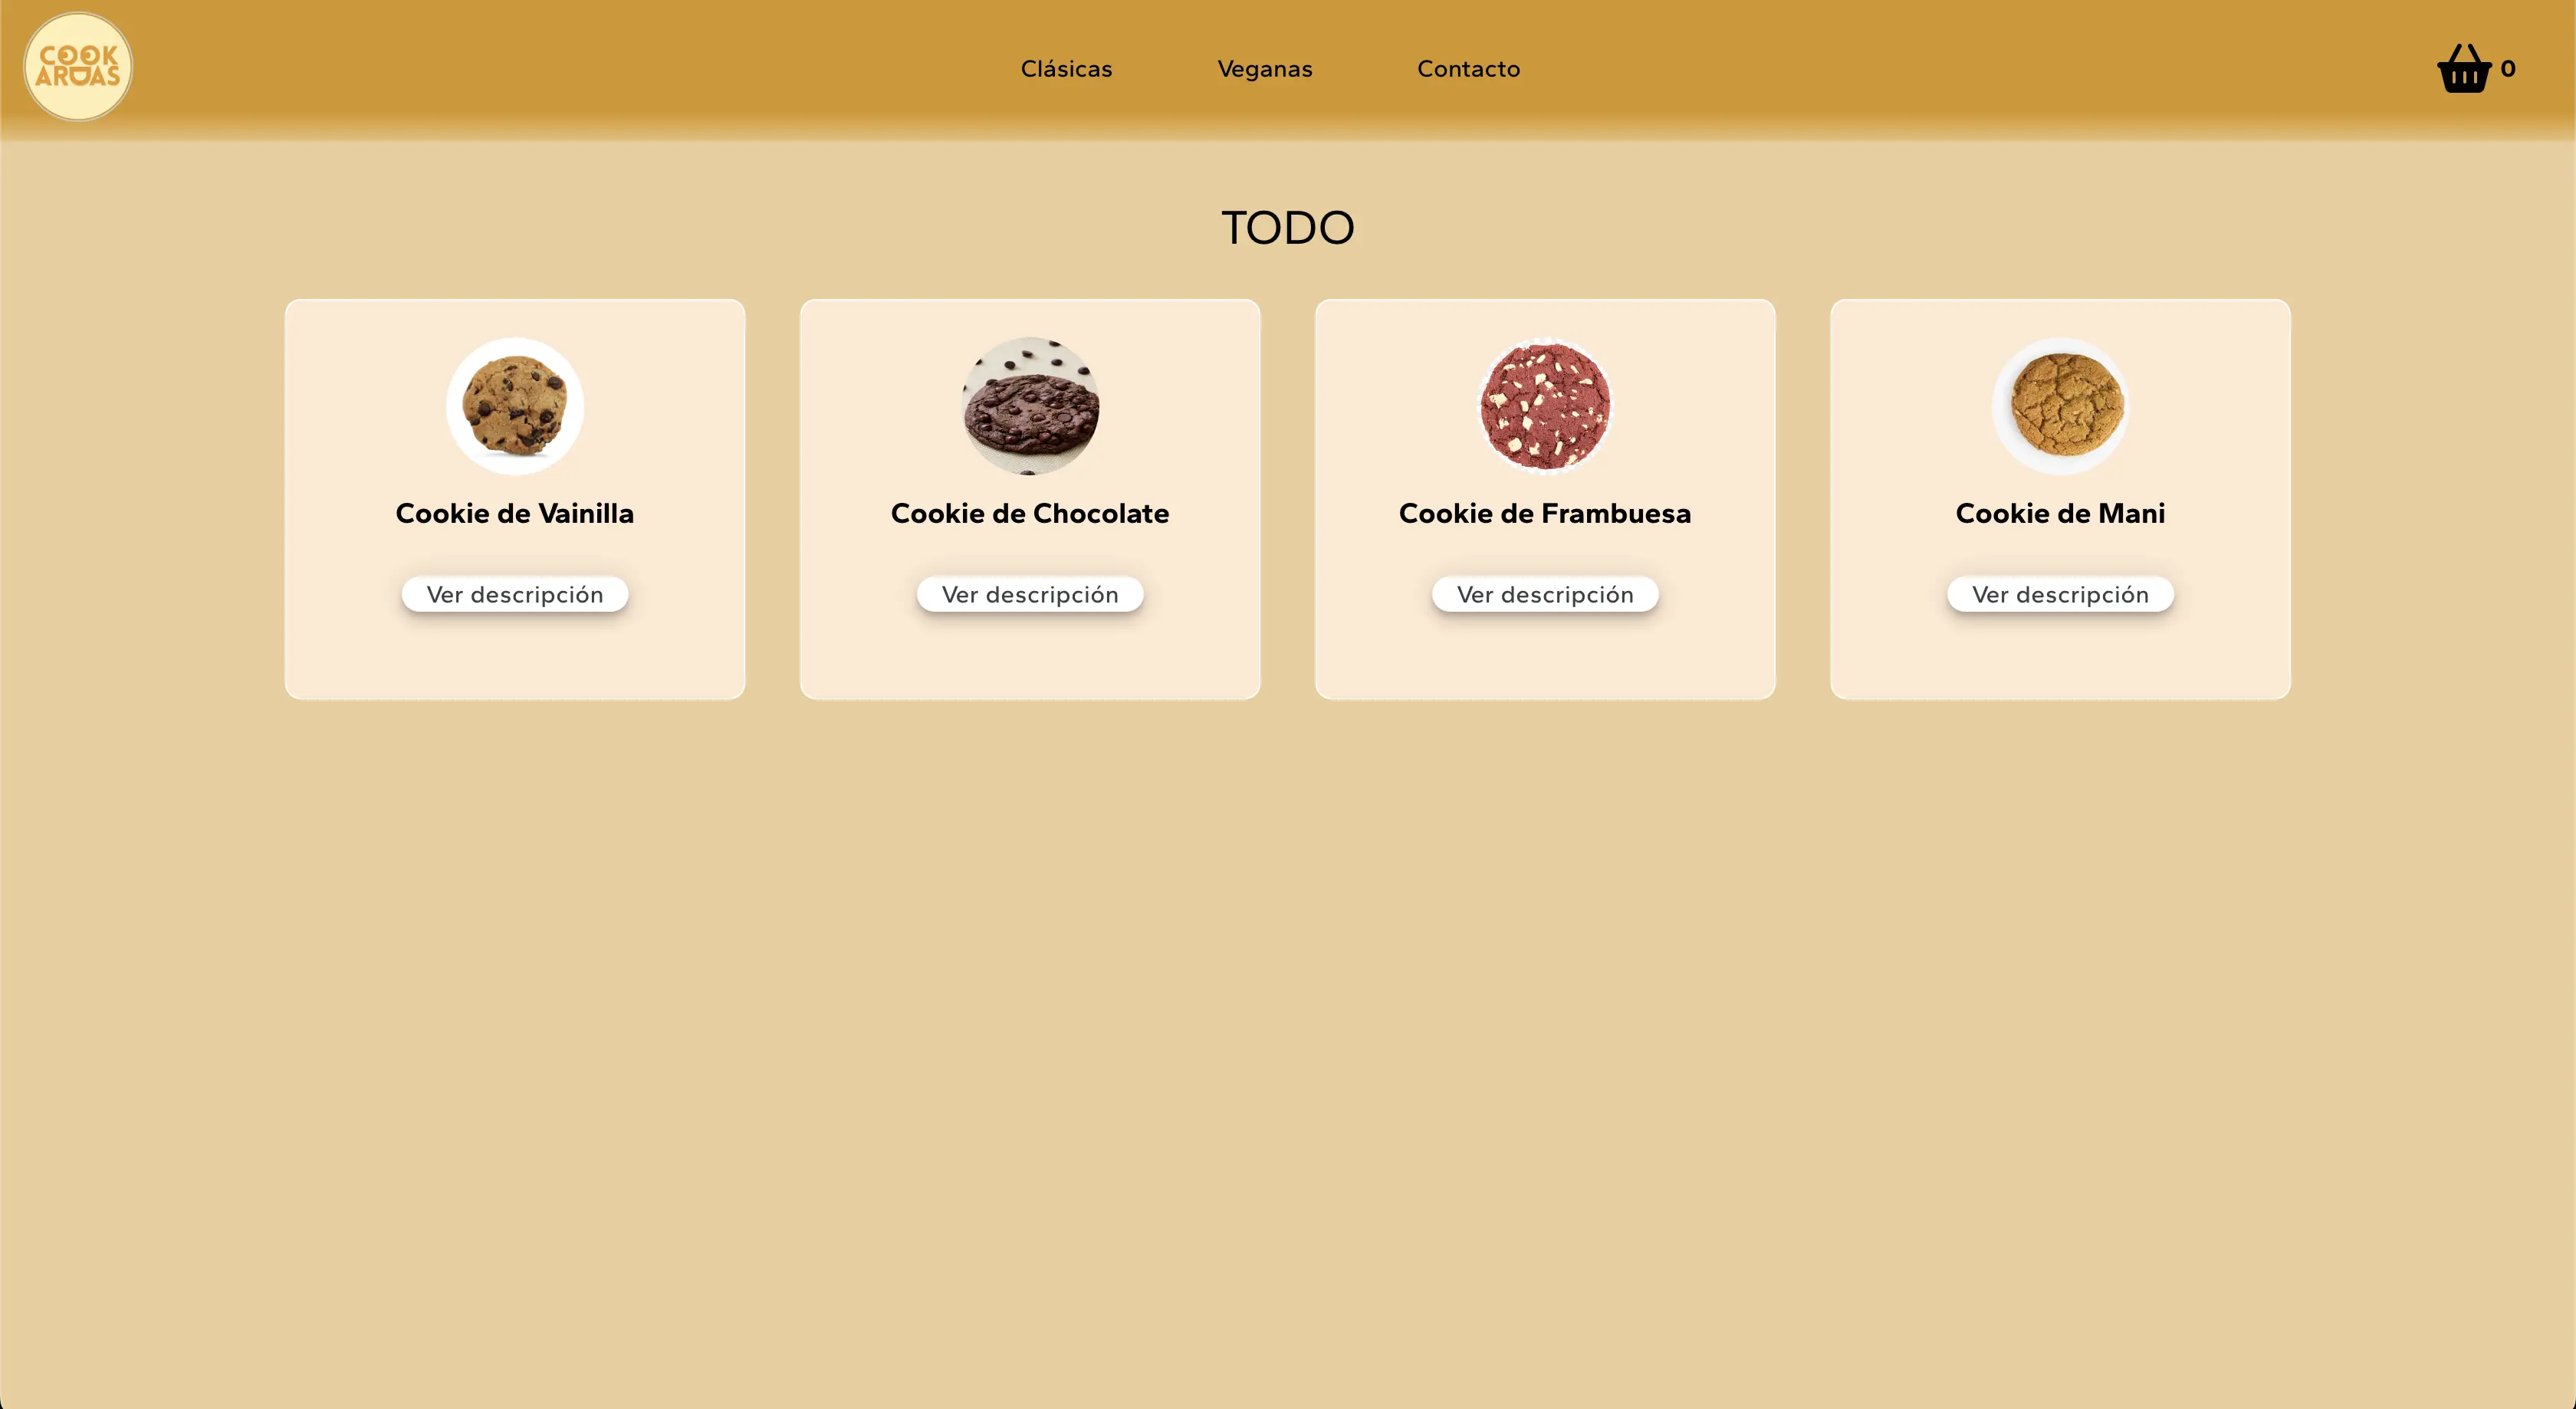 COOK
ARDAS
Clásicas
Veganas
Contacto
0
TODO
Cookie de Vainilla
Ver descripción
Cookie de Chocolate
Ver descripción
Cookie de Frambuesa
Ver descripción
Cookie de Mani
Ver descripción